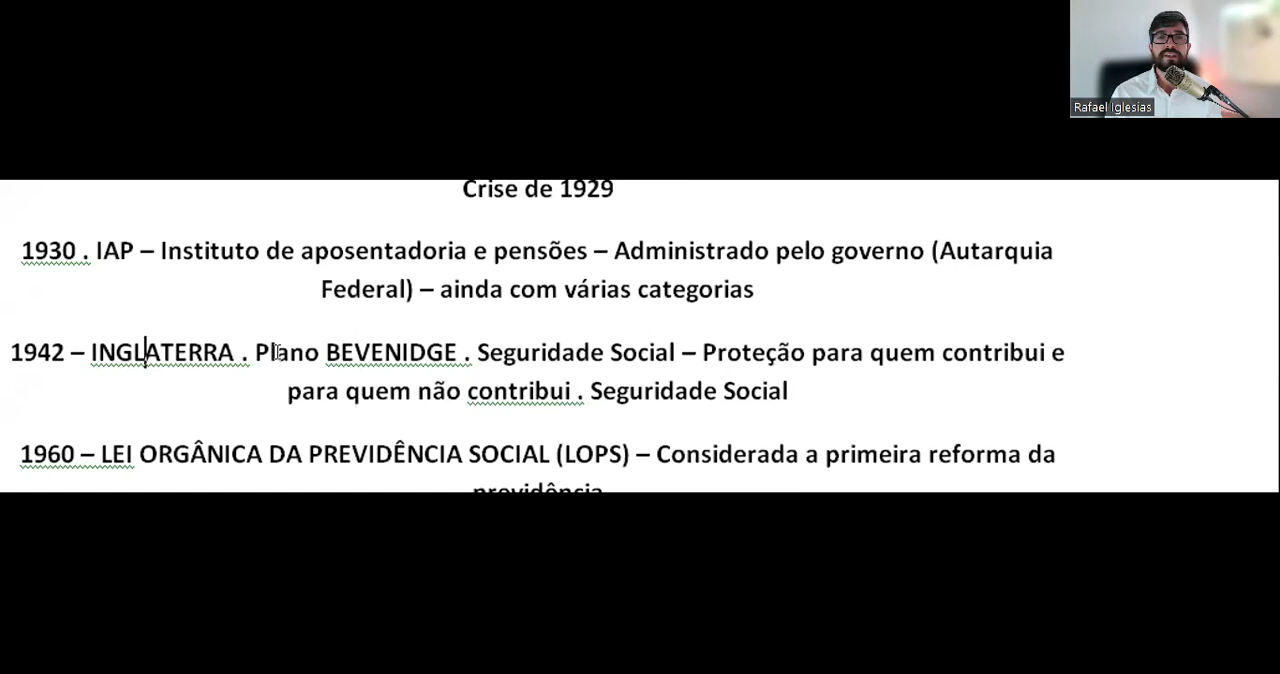 Rafael Iglesias
Crise de 1929
1930 . IAP – Instituto de aposentadoria e pensões – Administrado pelo governo (Autarquia
Federal) – ainda com várias categorias
1942 – INGLATERRA . Plano BEVENIDGE . Seguridade Social – Proteção para quem contribui e
para quem não contribui . Seguridade Social
1960 – LEI ORGÂNICA DA PREVIDÊNCIA SOCIAL (LOPS) – Considerada a primeira reforma da
previdência